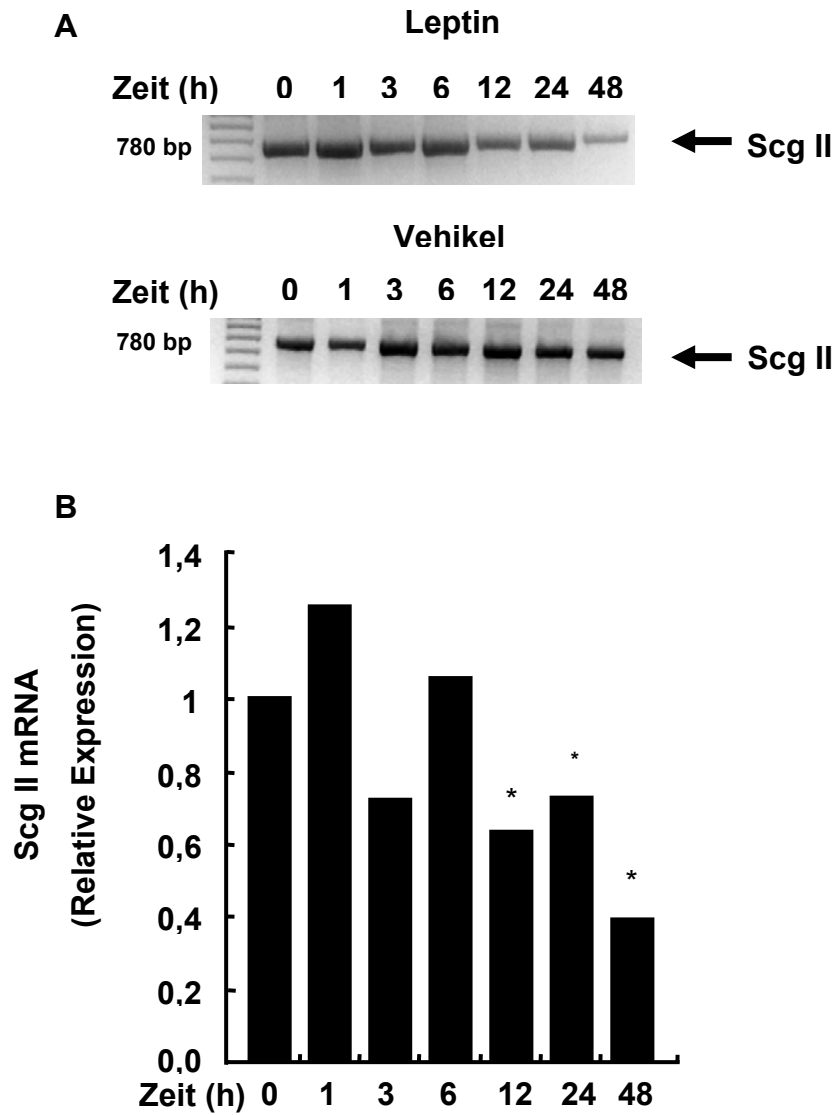 A
Leptin
Zeit (h) 0 1 3 6 12 24 48
780 bp
Scg II
Vehikel
Zeit (h) 0 1 3 6 12 24 48
780 bp
Scg II
B
Scg II mRNA
(Relative Expression)
1,4
1,2
1
0,8
0,6
0,4
0,2
0,0
* * *
Zeit (h) 0 1 3 6 12 24 48